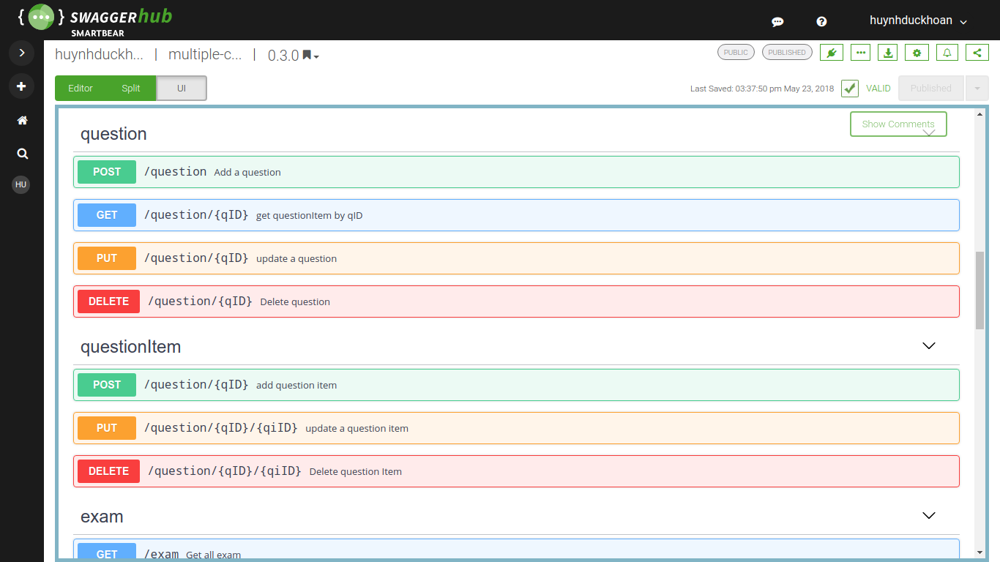 { ••• } SWAGGERhub
SMARTBEAR
huynhduckhoan
huynhduckh... | multiple-c... | 0.3.0
PUBLIC
PUBLISHED
Editor
Split
UI
Last Saved: 03:37:50 pm May 23, 2018
VALID
Published
HU
Show Comments
question
POST /question Add a question
GET /question/{qID} get questionItem by qID
PUT /question/{qID} update a question
DELETE /question/{qID} Delete question
questionItem
POST /question/{qID} add question item
PUT /question/{qID}/{qiID} update a question item
DELETE /question/{qID}/{qiID} Delete question Item
exam
GET /exam Get all exam